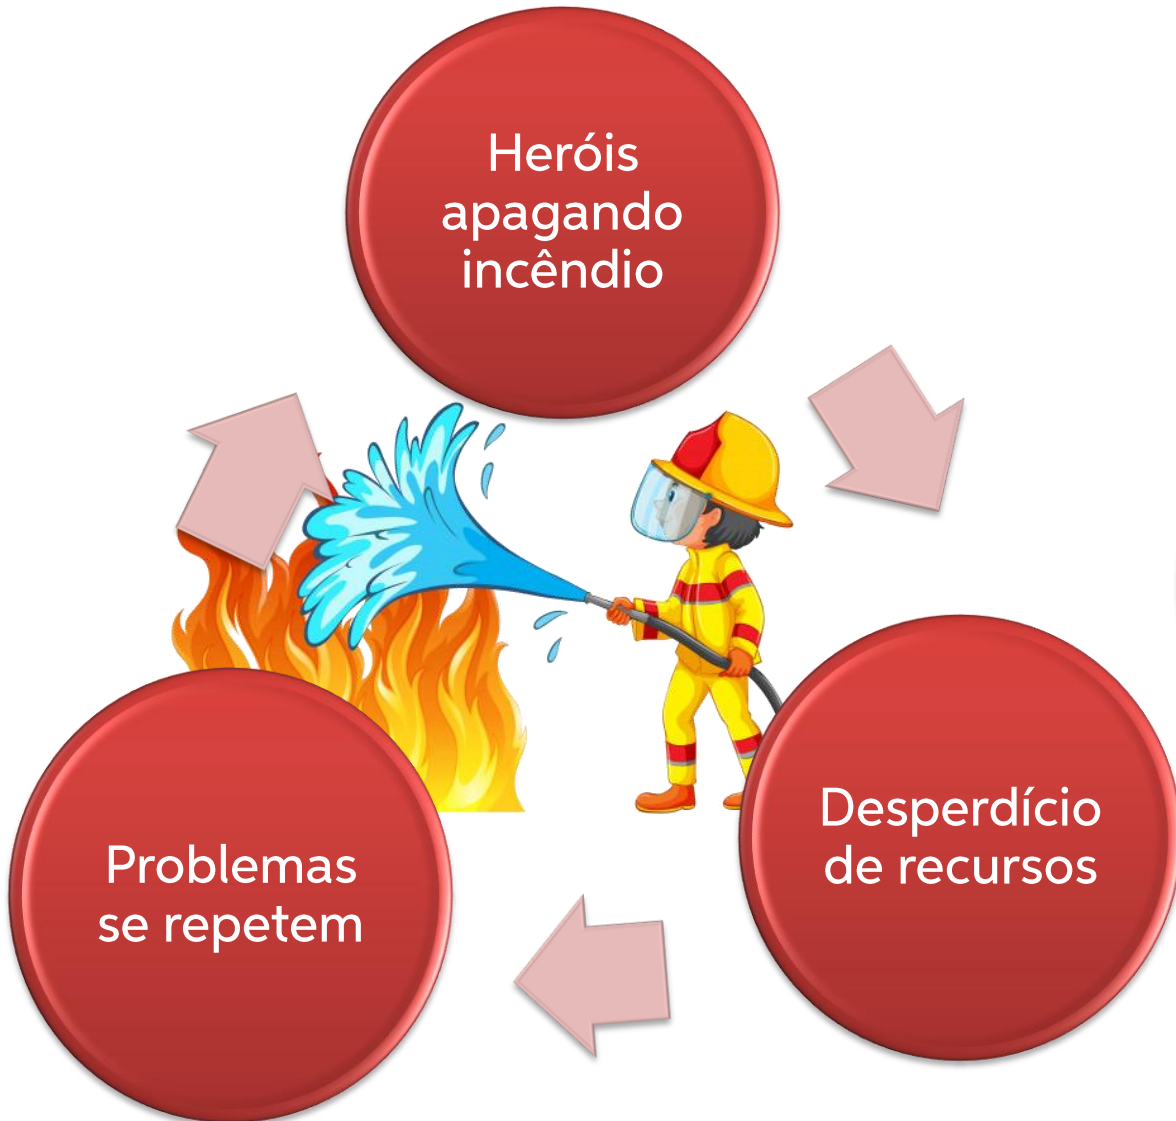 Heróis
apagando
incêndio
Desperdício
de recursos
Problemas
se repetem